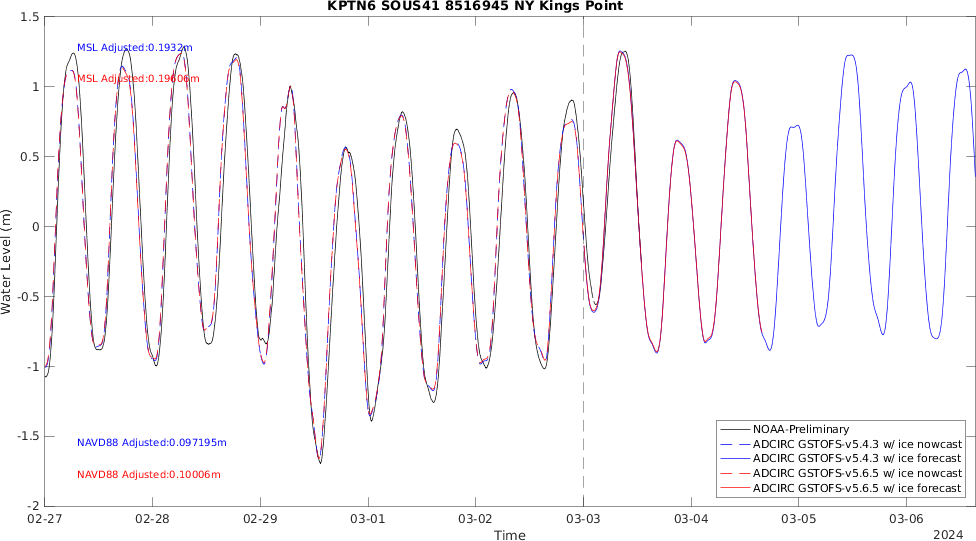 KPTN6 SOUS41 8516945 NY Kings Point
MSL Adjusted:0.1932m
MSL Adjusted:0.19606m
NAVD88 Adjusted:0.097195m
NAVD88 Adjusted:0.10006m
Water Level (m)
1.5
1
0.5
0
-0.5
-1
-1.5
-2
NOAA-Preliminary
ADCIRC GSTOFS-v5.4.3 w/ ice nowcast
ADCIRC GSTOFS-v5.4.3 w/ ice forecast
ADCIRC GSTOFS-v5.6.5 w/ ice nowcast
ADCIRC GSTOFS-v5.6.5 w/ ice forecast
02-27 02-28 02-29 03-01 03-02 03-03 03-04 03-05 03-06
Time
2024